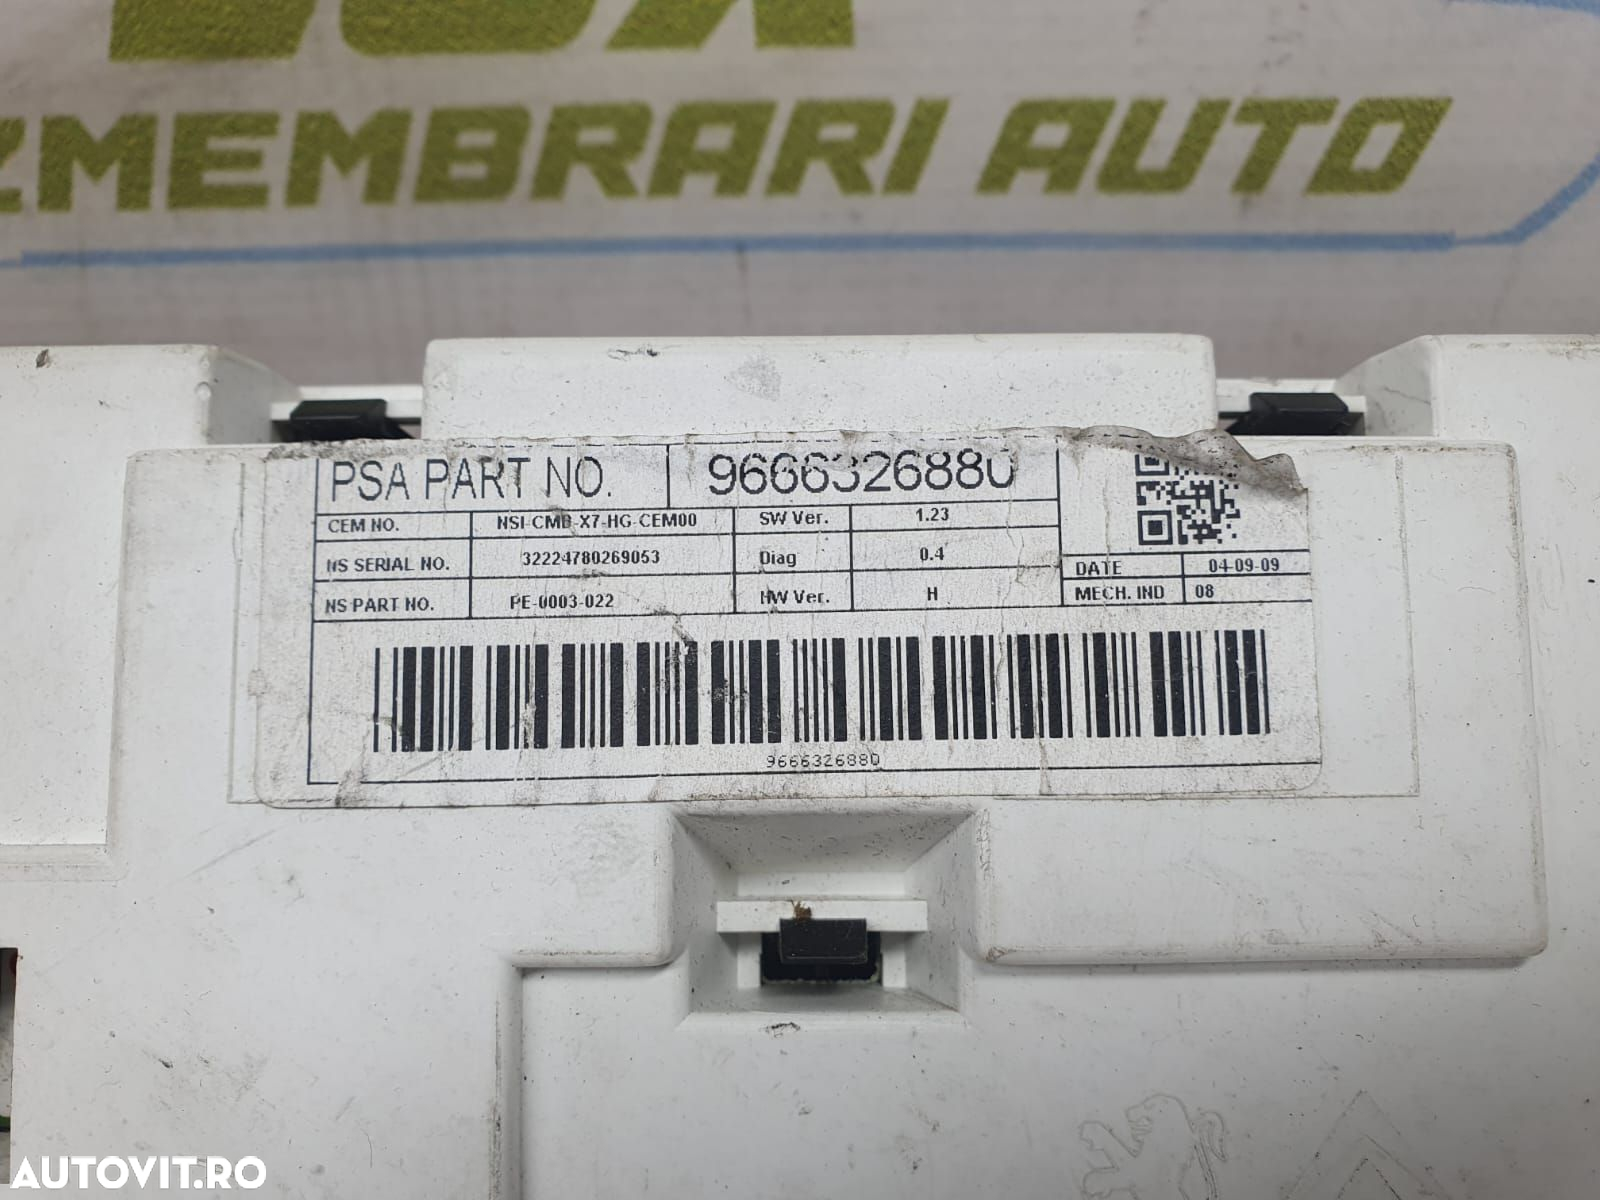 ZMEMBRARI AUTO
PSA PART NO. 9666326880
CEM NO. NSI-CMB-X7-HG-CEM00 SW Ver. 1.23
NS SERIAL NO. 32224780269053 Diag 0.4
NS PART NO. PE-0003-022 HW Ver. H
DATE 04-09-09
MECH. IND 08
9666326880
AUTOVIT.RO